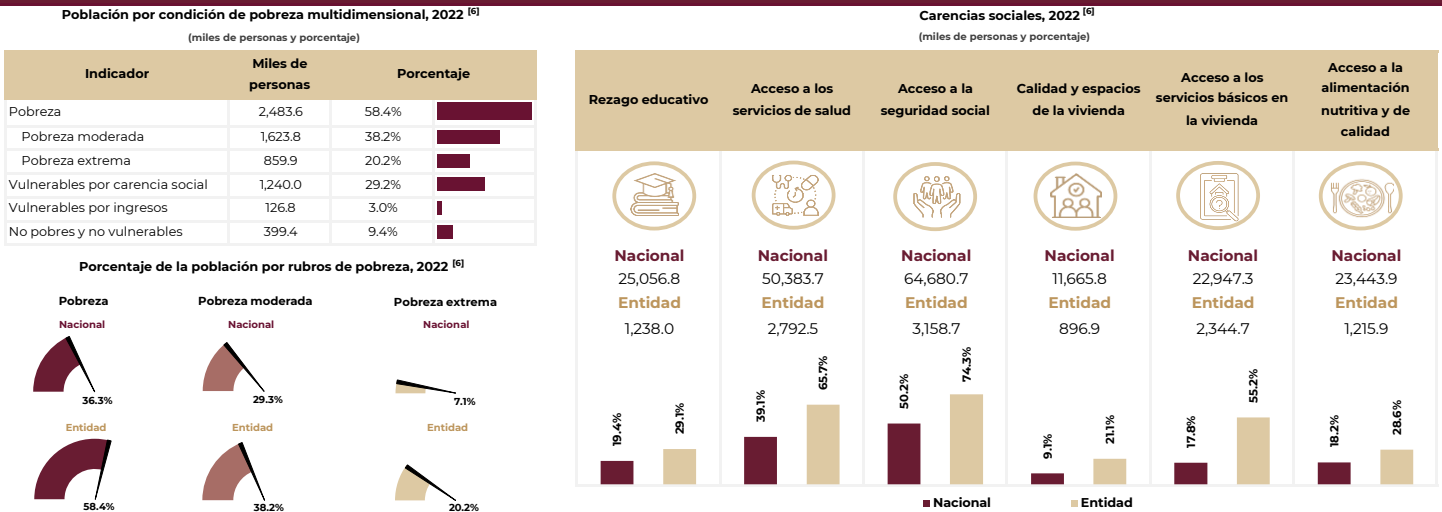 Población por condición de pobreza multidimensional, 2022 [6]
(miles de personas y porcentaje)
Indicador Miles de personas Porcentaje
Pobreza 2,483.6 58.4%
Pobreza moderada 1,623.8 38.2%
Pobreza extrema 859.9 20.2%
Vulnerables por carencia social 1,240.0 29.2%
Vulnerables por ingresos 126.8 3.0%
No pobres y no vulnerables 399.4 9.4%
Porcentaje de la población por rubros de pobreza, 2022 [6]
Pobreza Pobreza moderada Pobreza extrema
Nacional Nacional Nacional
36.3% 29.3% 7.1%
Entidad Entidad Entidad
58.4% 38.2% 20.2%
Carencias sociales, 2022 [6]
(miles de personas y porcentaje)
Rezago educativo
Acceso a los
servicios de salud
Acceso a la
seguridad social
Calidad y espacios
de la vivienda
Acceso a los
servicios básicos en
la vivienda
Acceso a la
alimentación
nutritiva y de
calidad
Nacional Nacional Nacional Nacional Nacional Nacional
25,056.8 50,383.7 64,680.7 11,665.8 22,947.3 23,443.9
Entidad Entidad Entidad Entidad Entidad Entidad
1,238.0 2,792.5 3,158.7 896.9 2,344.7 1,215.9
19.4% 29.1% 39.1% 65.7% 50.2% 74.3% 9.1% 21.1% 17.8% 55.2% 18.2% 28.6%
Nacional Entidad